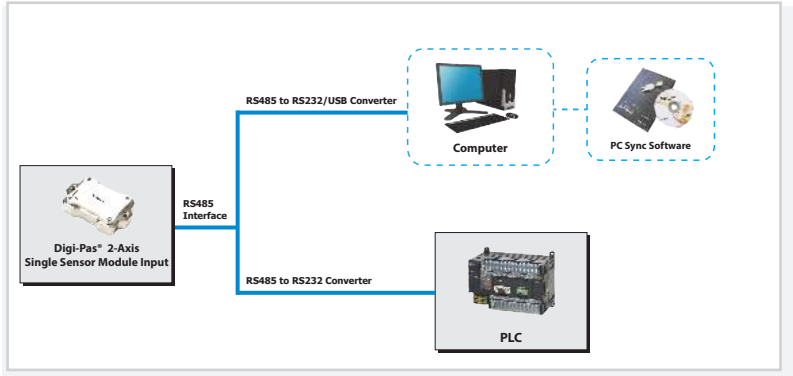 RS485 to RS232/USB Converter
Computer
PC Sync Software
RS485
Interface
Digi-Pas® 2-Axis
Single Sensor Module Input
RS485 to RS232 Converter
PLC